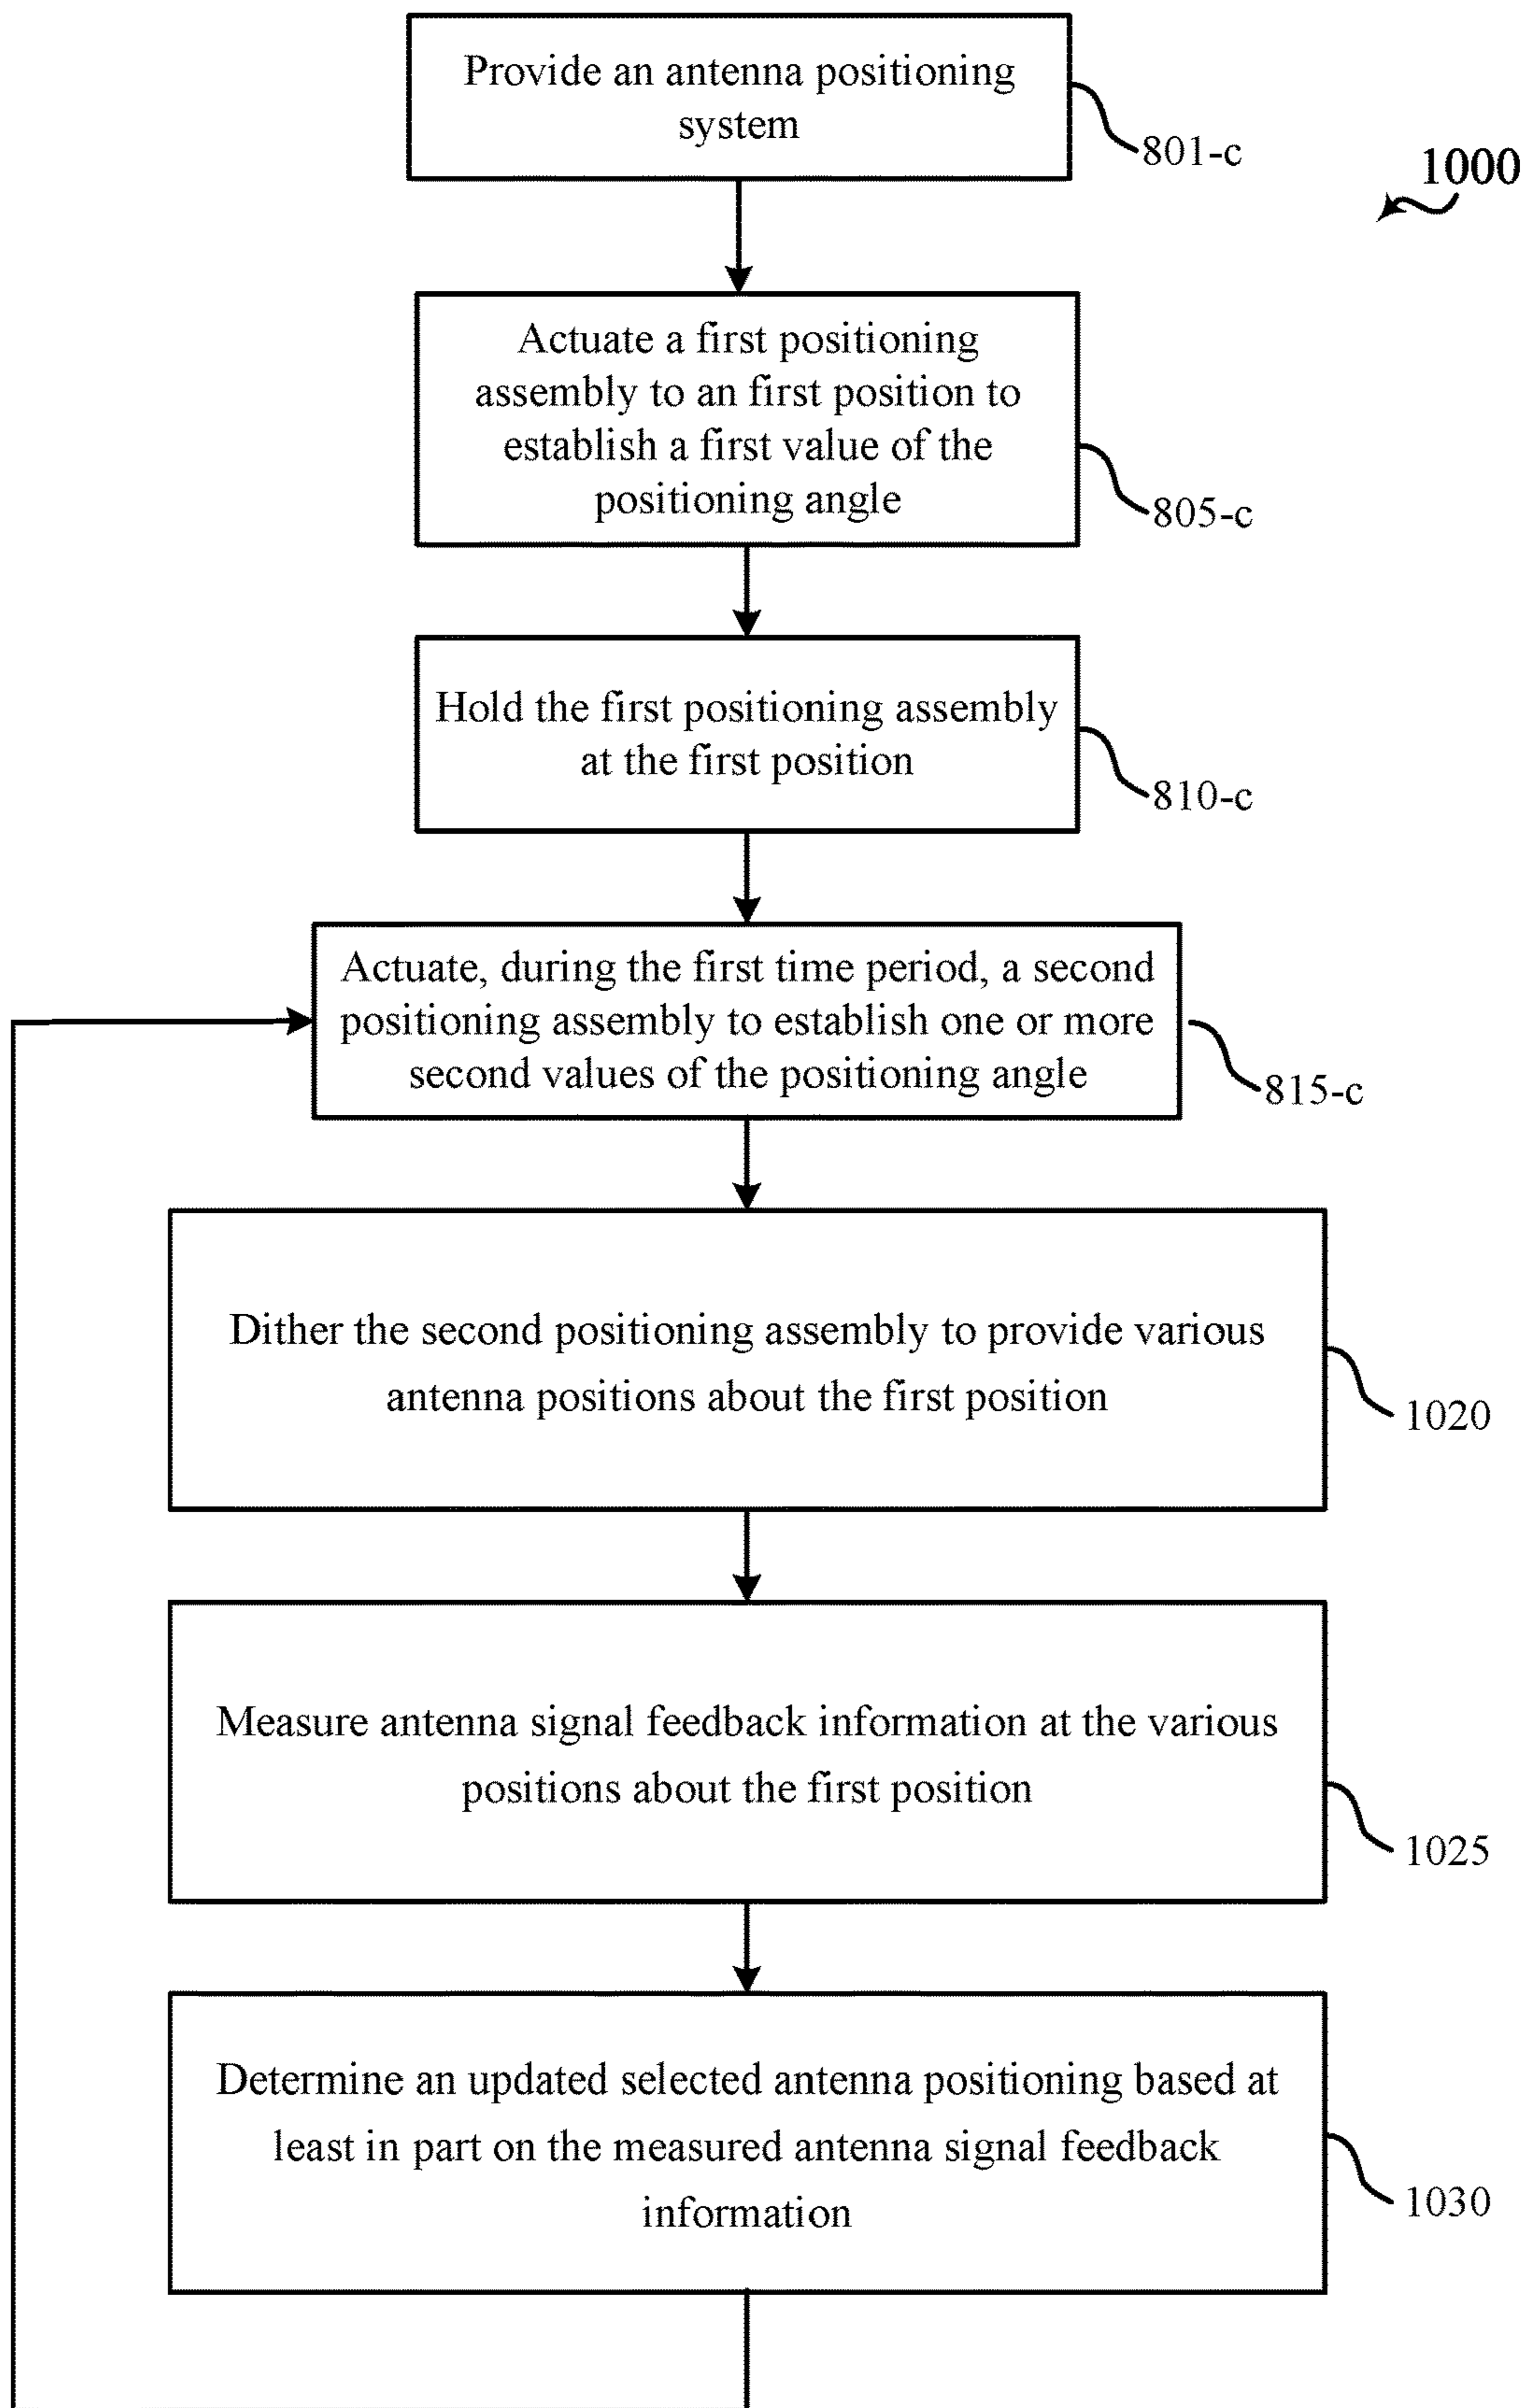 Provide an antenna positioning
system
801-c
1000
Actuate a first positioning
assembly to an first position to
establish a first value of the
positioning angle
805-c
Hold the first positioning assembly
at the first position
810-c
Actuate, during the first time period, a second
positioning assembly to establish one or more
second values of the positioning angle
815-c
Dither the second positioning assembly to provide various
antenna positions about the first position
1020
Measure antenna signal feedback information at the various
positions about the first position
1025
Determine an updated selected antenna positioning based at
least in part on the measured antenna signal feedback
information
1030